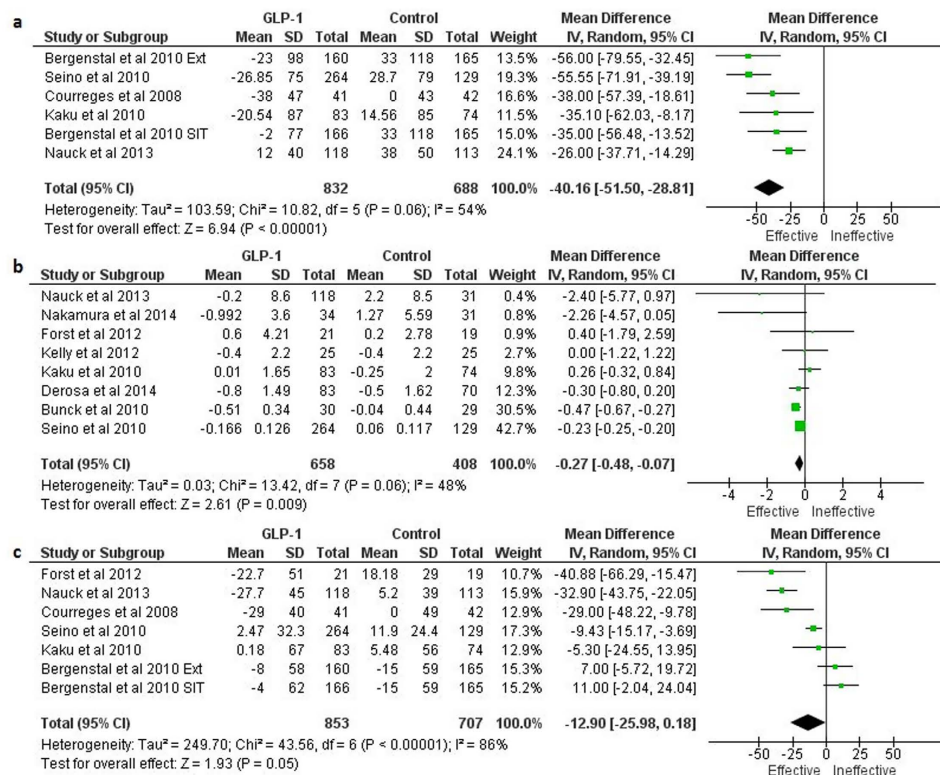 a
GLP-1 Control Mean Difference Mean Difference
Study or Subgroup Mean SD Total Mean SD Total Weight IV, Random, 95% CI IV, Random, 95% CI
Bergenstal et al 2010 Ext -23 98 160 33 118 165 13.5% -56.00 [-79.55, -32.45]
Seino et al 2010 -26.85 75 264 28.7 79 129 19.3% -55.55 [-71.91, -39.19]
Courreges et al 2008 -38 47 41 0 43 42 16.6% -38.00 [-57.39, -18.61]
Kaku et al 2010 -20.54 87 83 14.56 85 74 11.5% -35.10 [-62.03, -8.17]
Bergenstal et al 2010 SIT -2 77 166 33 118 165 15.0% -35.00 [-56.48, -13.52]
Nauck et al 2013 12 40 118 38 50 113 24.1% -26.00 [-37.71, -14.29]
Total (95% CI) 832 688 100.0% -40.16 [-51.50, -28.81]
Heterogeneity: Tau² = 103.59; Chi² = 10.82, df = 5 (P = 0.06); I² = 54%
Test for overall effect: Z = 6.94 (P < 0.00001)
-50 -25 0 25 50
Effective Ineffective
b
GLP-1 Control Mean Difference Mean Difference
Study or Subgroup Mean SD Total Mean SD Total Weight IV, Random, 95% CI IV, Random, 95% CI
Nauck et al 2013 -0.2 8.6 118 2.2 8.5 31 0.4% -2.40 [-5.77, 0.97]
Nakamura et al 2014 -0.992 3.6 34 1.27 5.59 31 0.8% -2.26 [-4.57, 0.05]
Forst et al 2012 0.6 4.21 21 0.2 2.78 19 0.9% 0.40 [-1.79, 2.59]
Kelly et al 2012 -0.4 2.2 25 -0.4 2.2 25 2.7% 0.00 [-1.22, 1.22]
Kaku et al 2010 0.01 1.65 83 -0.25 2 74 9.8% 0.26 [-0.32, 0.84]
Derosa et al 2014 -0.8 1.49 83 -0.5 1.62 70 12.3% -0.30 [-0.80, 0.20]
Bunck et al 2010 -0.51 0.34 30 -0.04 0.44 29 30.5% -0.47 [-0.67, -0.27]
Seino et al 2010 -0.166 0.126 264 0.06 0.117 129 42.7% -0.23 [-0.25, -0.20]
Total (95% CI) 658 408 100.0% -0.27 [-0.48, -0.07]
Heterogeneity: Tau² = 0.03; Chi² = 13.42, df = 7 (P = 0.06); I² = 48%
Test for overall effect: Z = 2.61 (P = 0.009)
-4 -2 0 2 4
Effective Ineffective
c
GLP-1 Control Mean Difference Mean Difference
Study or Subgroup Mean SD Total Mean SD Total Weight IV, Random, 95% CI IV, Random, 95% CI
Forst et al 2012 -22.7 51 21 18.18 29 19 10.7% -40.88 [-66.29, -15.47]
Nauck et al 2013 -27.7 45 118 5.2 39 113 15.9% -32.90 [-43.75, -22.05]
Courreges et al 2008 -29 40 41 0 49 42 12.9% -29.00 [-48.22, -9.78]
Seino et al 2010 2.47 32.3 264 11.9 24.4 129 17.3% -9.43 [-15.17, -3.69]
Kaku et al 2010 0.18 67 83 5.48 56 74 12.9% -5.30 [-24.55, 13.95]
Bergenstal et al 2010 Ext -8 58 160 -15 59 165 15.3% 7.00 [-5.72, 19.72]
Bergenstal et al 2010 SIT -4 62 166 -15 59 165 15.2% 11.00 [-2.04, 24.04]
Total (95% CI) 853 707 100.0% -12.90 [-25.98, 0.18]
Heterogeneity: Tau² = 249.70; Chi² = 43.56, df = 6 (P < 0.00001); I² = 86%
Test for overall effect: Z = 1.93 (P = 0.05)
-50 -25 0 25 50
Effective Ineffective